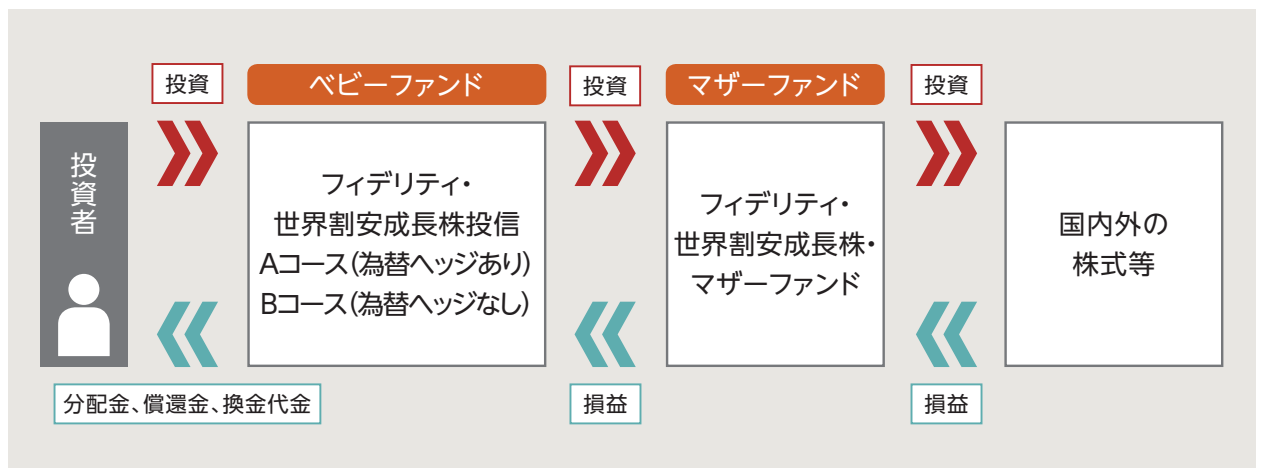 投資
ベビーファンド
投資
マザーファンド
投資
投資者
フィデリティ・
世界割安成長株投信
Aコース(為替ヘッジあり)
Bコース(為替ヘッジなし)
フィデリティ・
世界割安成長株・
マザーファンド
国内外の
株式等
分配金、償還金、換金代金
損益
損益